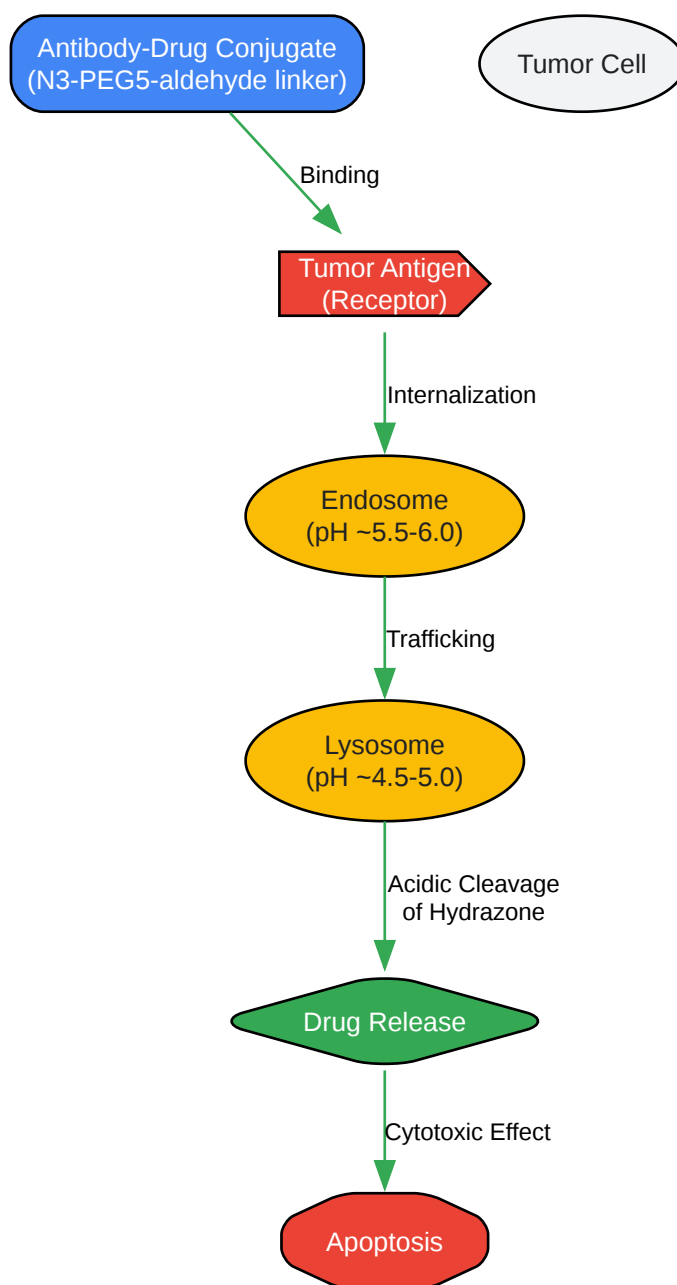 Antibody-Drug Conjugate
(N3-PEG5-aldehyde linker)
Tumor Cell
Binding
Tumor Antigen
(Receptor)
Internalization
Endosome
(pH ~5.5-6.0)
Trafficking
Lysosome
(pH ~4.5-5.0)
Acidic Cleavage
of Hydrazone
Drug Release
Cytotoxic Effect
Apoptosis